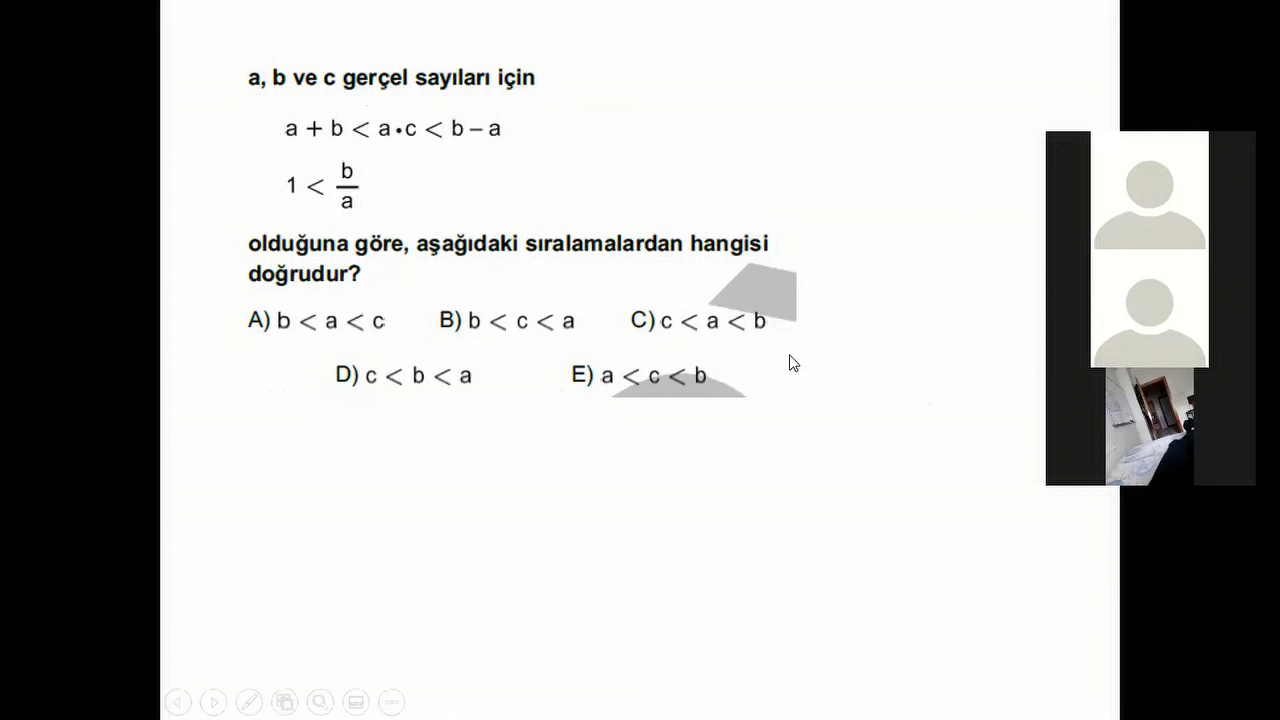 a, b ve c gerçel sayıları için
a + b < a • c < b – a
1 < b/a
olduğuna göre, aşağıdaki sıralamalardan hangisi
doğrudur?
A) b < a < c B) b < c < a C) c < a < b
D) c < b < a E) a < c < b